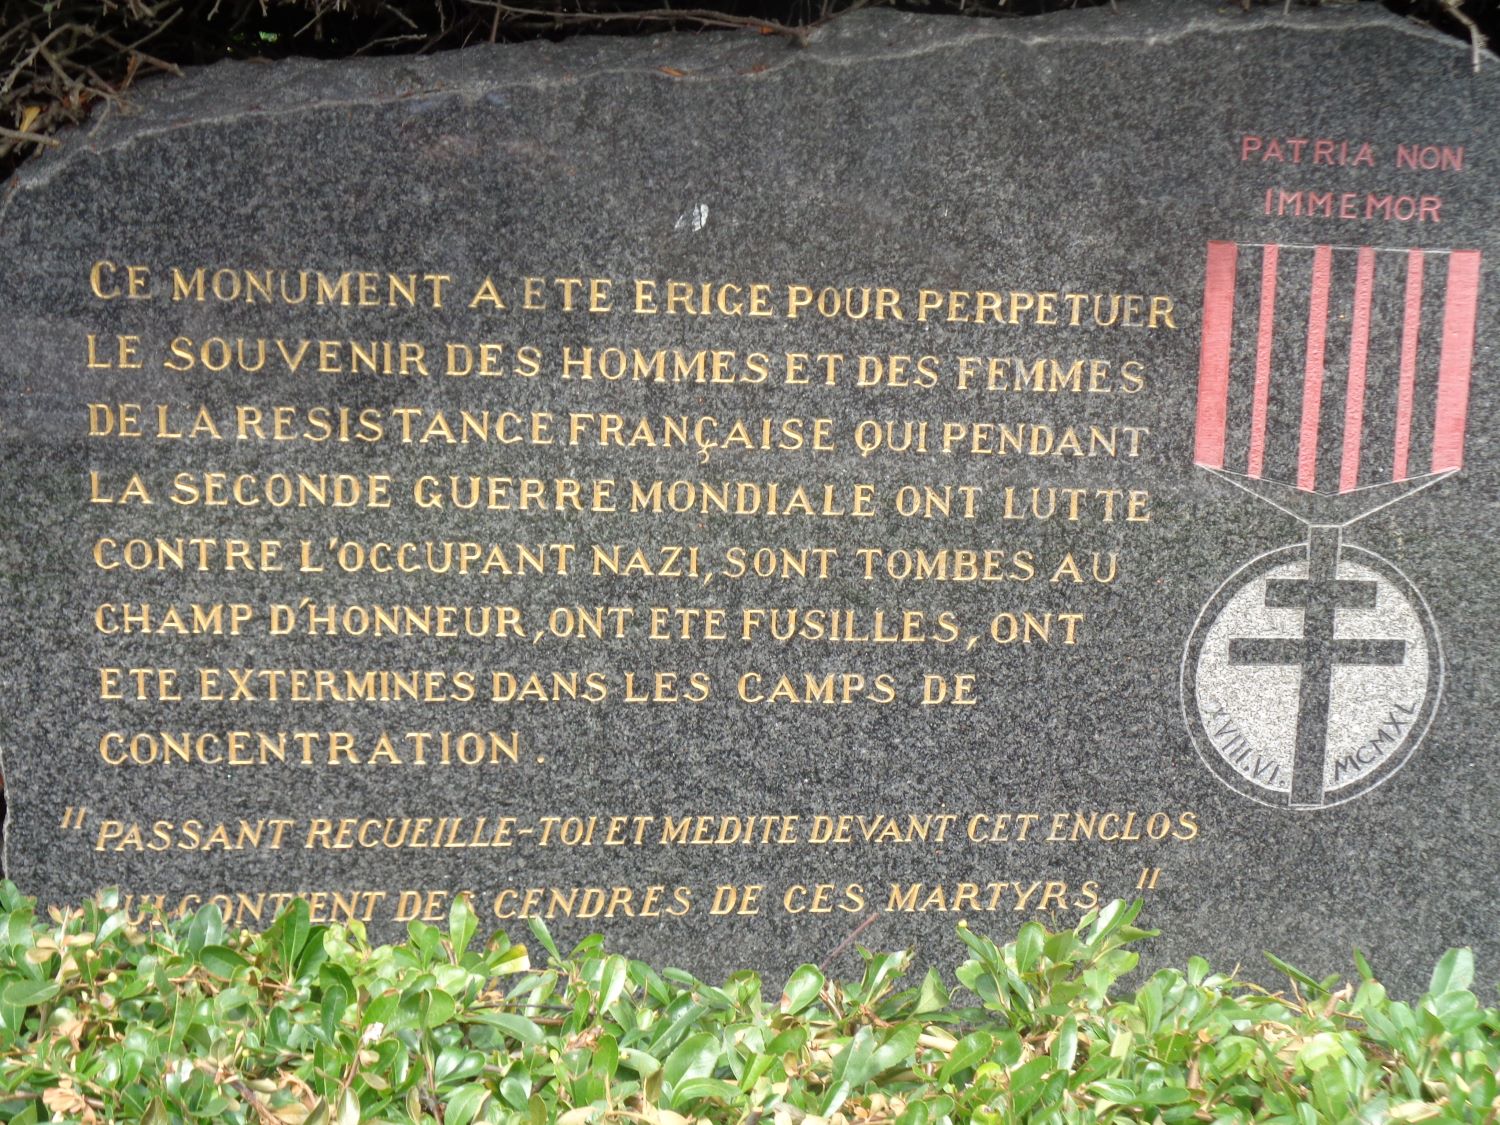 PATRIA NON
IMMEMOR
CE MONUMENT A ETE ERIGE POUR PERPETUER
LE SOUVENIR DES HOMMES ET DES FEMMES
DE LA RESISTANCE FRANÇAISE QUI PENDANT
LA SECONDE GUERRE MONDIALE ONT LUTTE
CONTRE L'OCCUPANT NAZI, SONT TOMBES AU
CHAMP D'HONNEUR, ONT ETE FUSILLES, ONT
ETE EXTERMINES DANS LES CAMPS DE
CONCENTRATION.
"PASSANT RECUEILLE-TOI ET MEDITE DEVANT CET ENCLOS
QUI CONTIENT DES CENDRES DE CES MARTYRS"
XVIII.VI. MCMXL